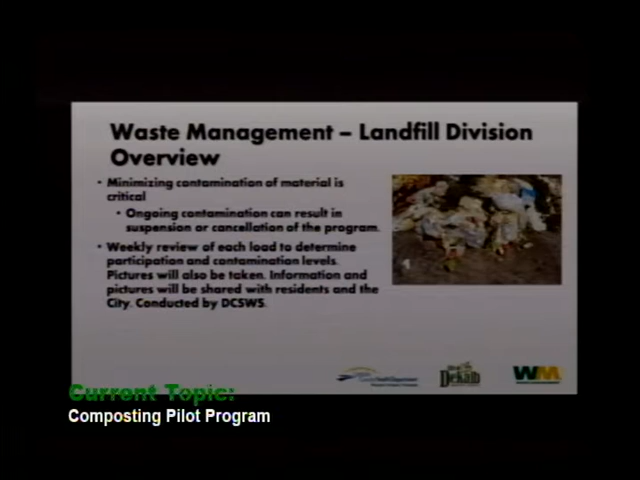 Waste Management – Landfill Division
Overview
• Minimizing contamination of material is
critical
• Ongoing contamination can result in
suspension or cancellation of the program.
• Weekly review of each load to determine
participation and contamination levels.
Pictures will also be taken. Information and
pictures will be shared with residents and the
City. Conducted by DCSWS.
DeKalb
WM
Current Topic:
Composting Pilot Program